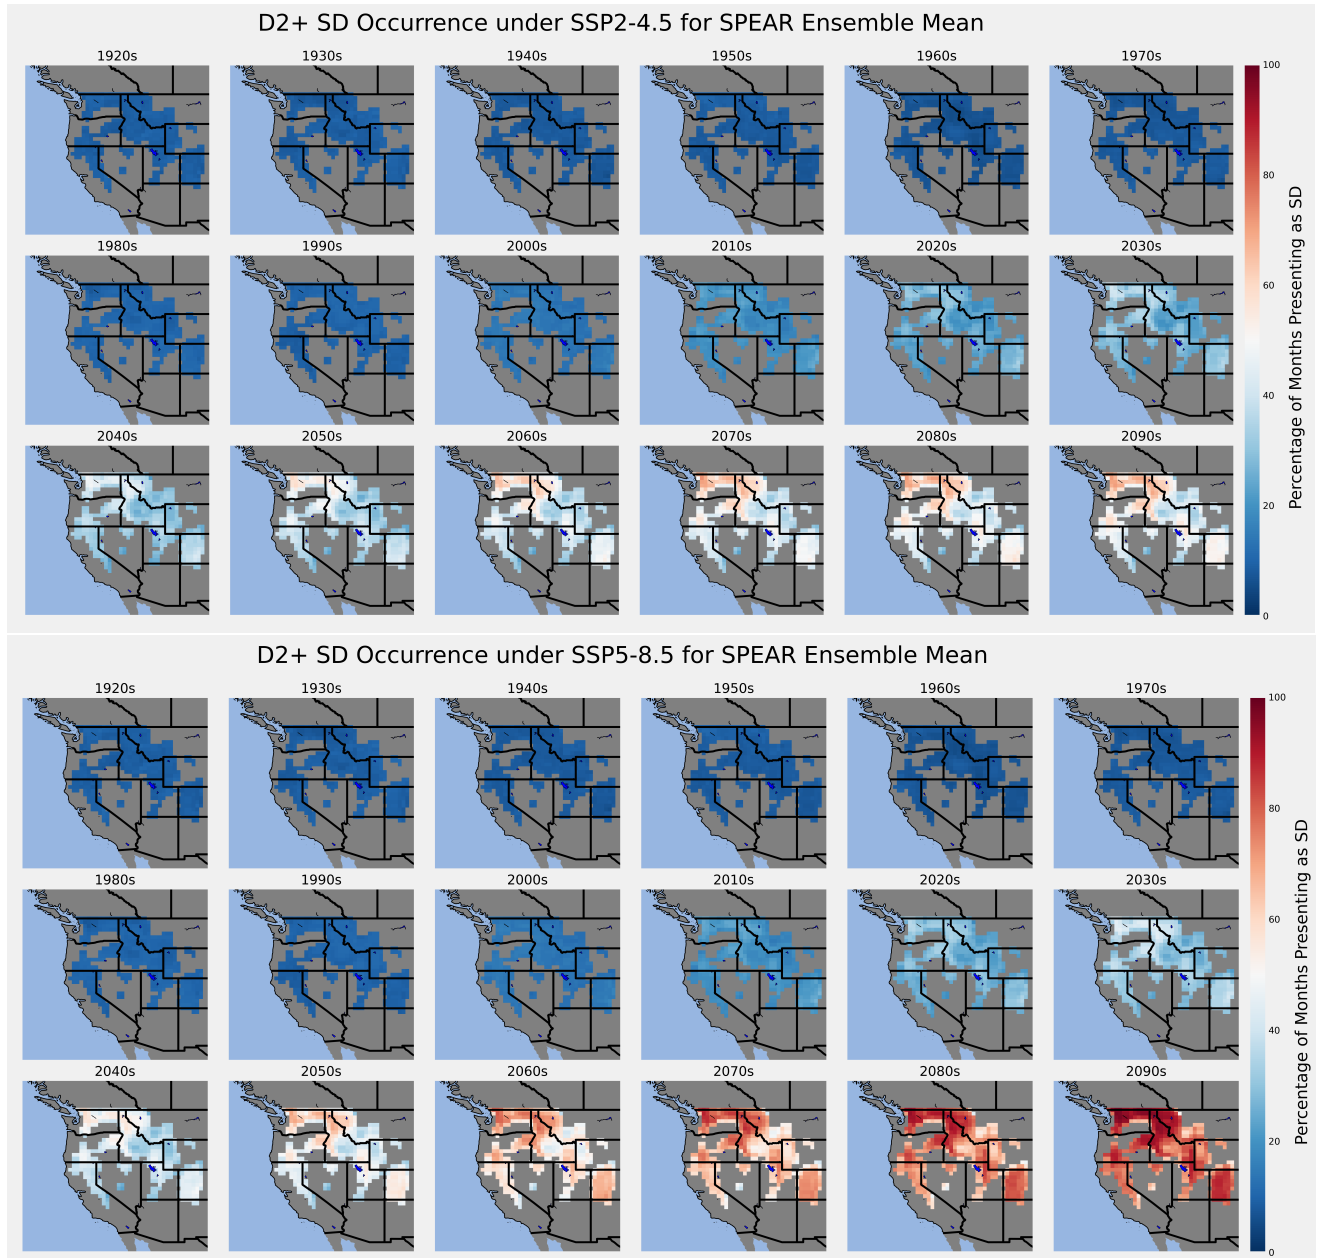 D2+ SD Occurrence under SSP2-4.5 for SPEAR Ensemble Mean
1920s 1930s 1940s 1950s 1960s 1970s
1980s 1990s 2000s 2010s 2020s 2030s
2040s 2050s 2060s 2070s 2080s 2090s
100
80
60
40
20
0
Percentage of Months Presenting as SD
D2+ SD Occurrence under SSP5-8.5 for SPEAR Ensemble Mean
1920s 1930s 1940s 1950s 1960s 1970s
1980s 1990s 2000s 2010s 2020s 2030s
2040s 2050s 2060s 2070s 2080s 2090s
100
80
60
40
20
0
Percentage of Months Presenting as SD